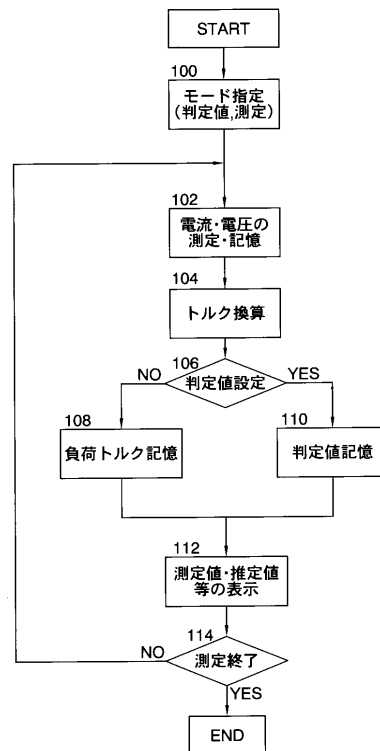 START
100
モード指定
(判定値,測定)
102
電流・電圧の
測定・記憶
104
トルク換算
106
NO
判定値設定
YES
108
負荷トルク記憶
110
判定値記憶
112
測定値・推定値
等の表示
114
NO
測定終了
YES
END